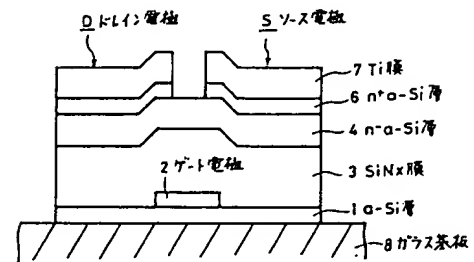 D ドレイン電極
S ソース電極
7 Ti膜
6 n⁺a-Si層
4 n⁻a-Si層
2 ゲート電極
3 SiNx膜
1 a-Si層
8 ガラス基板